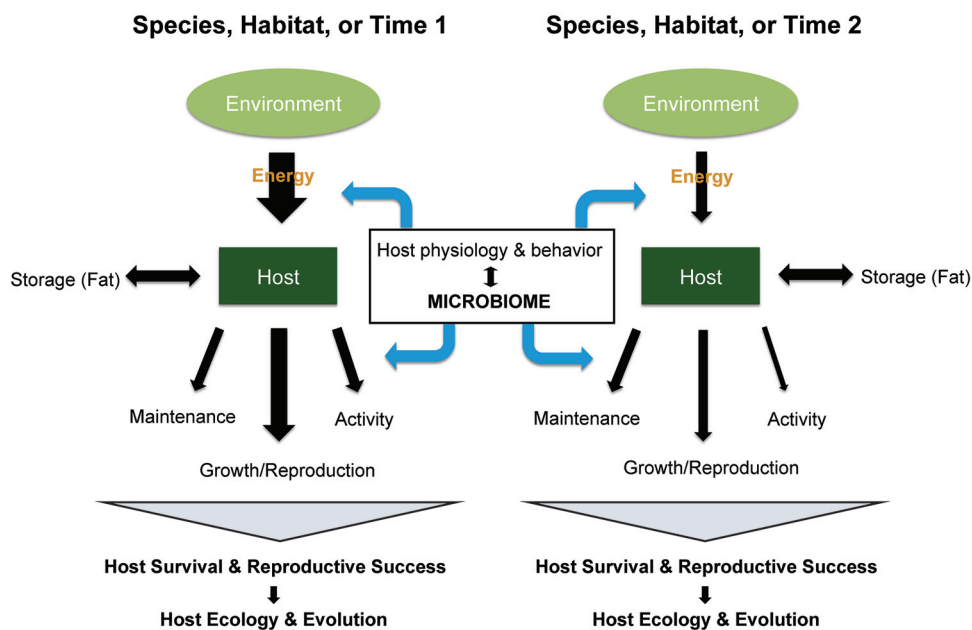 Species, Habitat, or Time 1
Species, Habitat, or Time 2
Environment
Environment
Energy
Energy
Host physiology & behavior
MICROBIOME
Storage (Fat)
Host
Host
Storage (Fat)
Maintenance
Activity
Maintenance
Activity
Growth/Reproduction
Growth/Reproduction
Host Survival & Reproductive Success
Host Survival & Reproductive Success
Host Ecology & Evolution
Host Ecology & Evolution